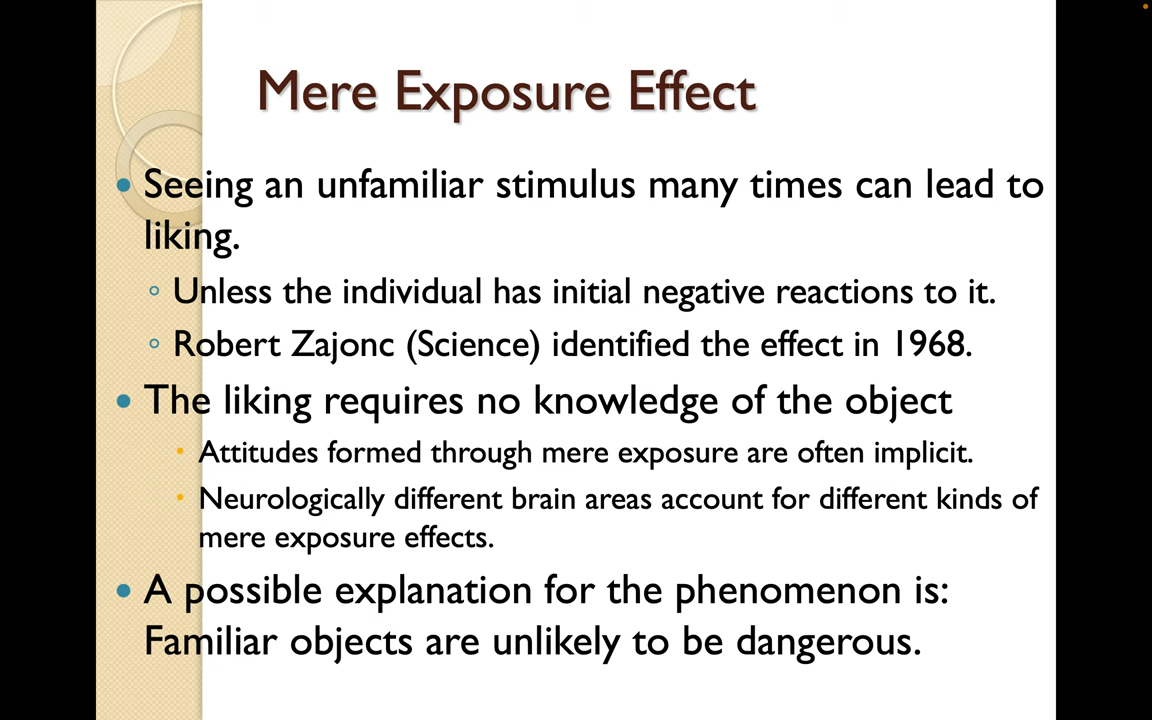 Mere Exposure Effect
• Seeing an unfamiliar stimulus many times can lead to
liking.
◦ Unless the individual has initial negative reactions to it.
◦ Robert Zajonc (Science) identified the effect in 1968.
• The liking requires no knowledge of the object
• Attitudes formed through mere exposure are often implicit.
• Neurologically different brain areas account for different kinds of
mere exposure effects.
• A possible explanation for the phenomenon is:
Familiar objects are unlikely to be dangerous.